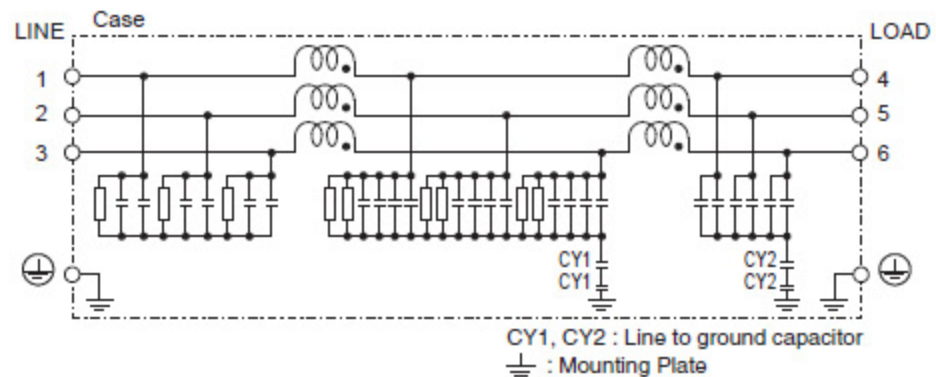 Case
LINE
LOAD
1
4
2
5
3
6
CY1
CY2
CY1
CY2
CY1, CY2 : Line to ground capacitor
: Mounting Plate